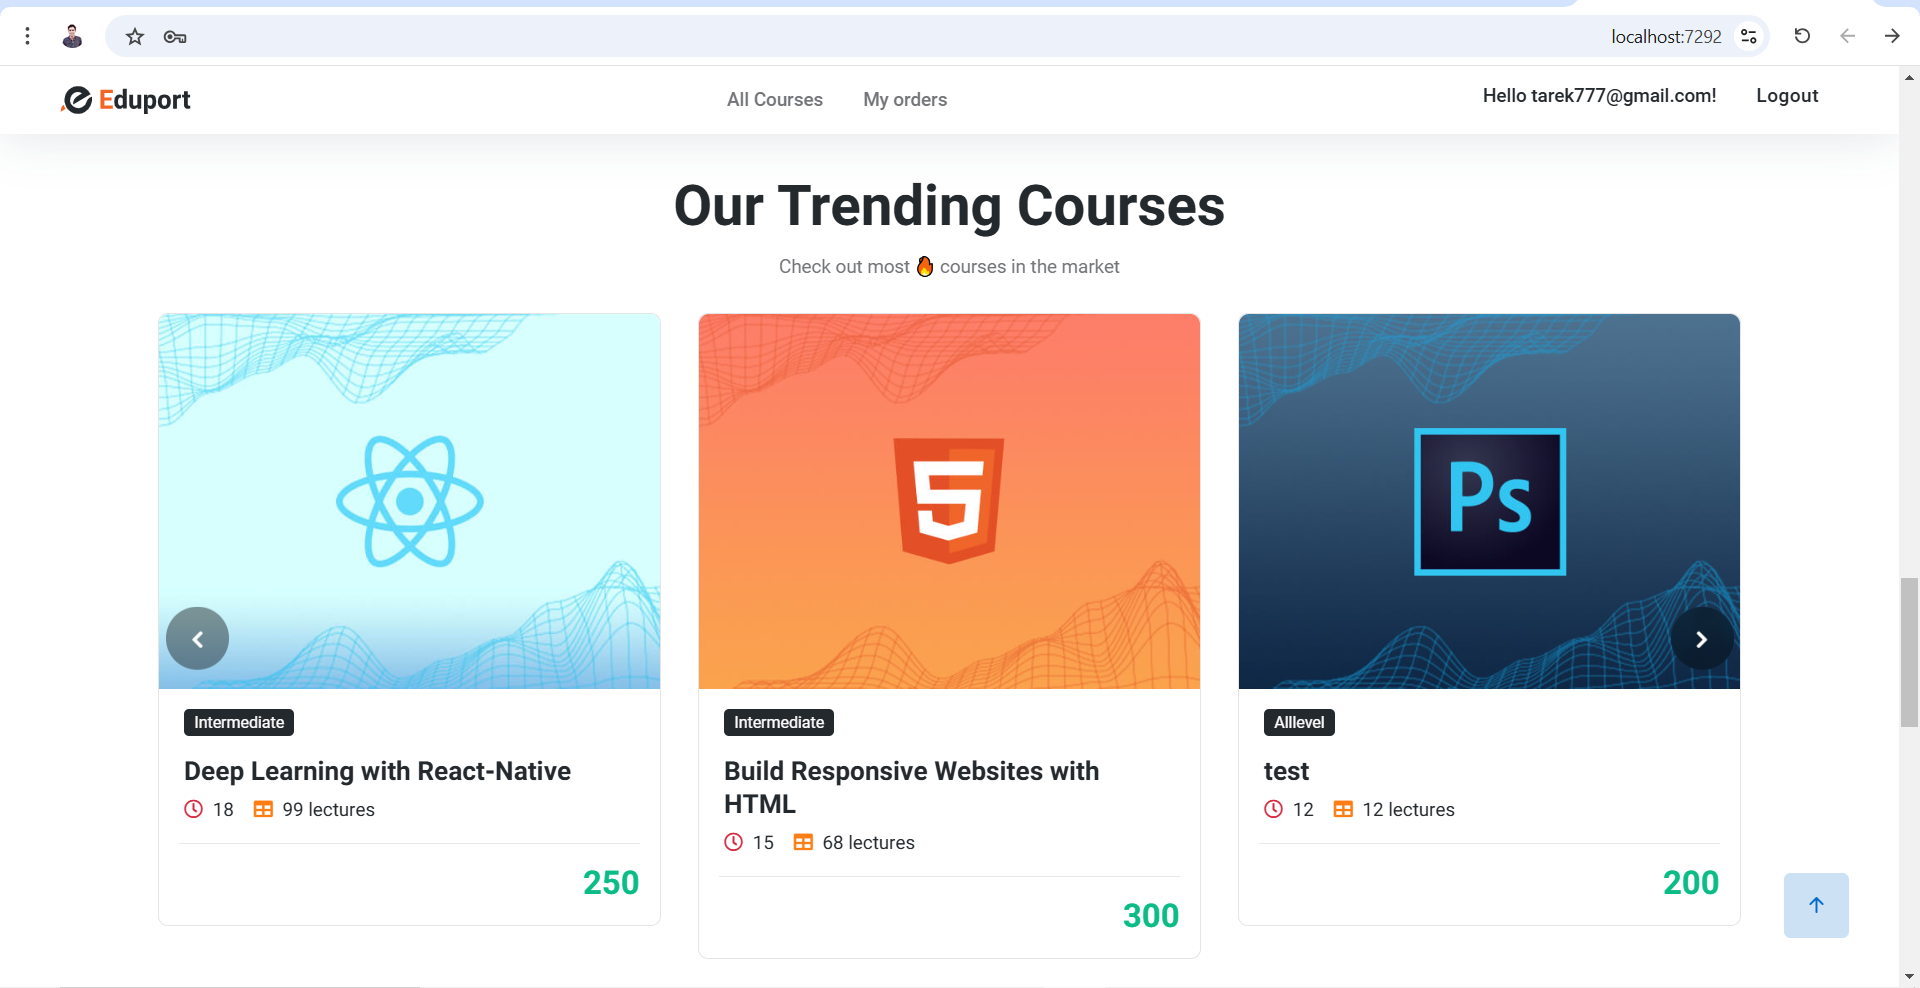 localhost:7292
Eduport
All Courses
My orders
Hello tarek777@gmail.com!
Logout
Our Trending Courses
Check out most 🔥 courses in the market
5
Ps
Intermediate
Deep Learning with React-Native
18 99 lectures
250
Intermediate
Build Responsive Websites with
HTML
15 68 lectures
300
Alllevel
test
12 12 lectures
200